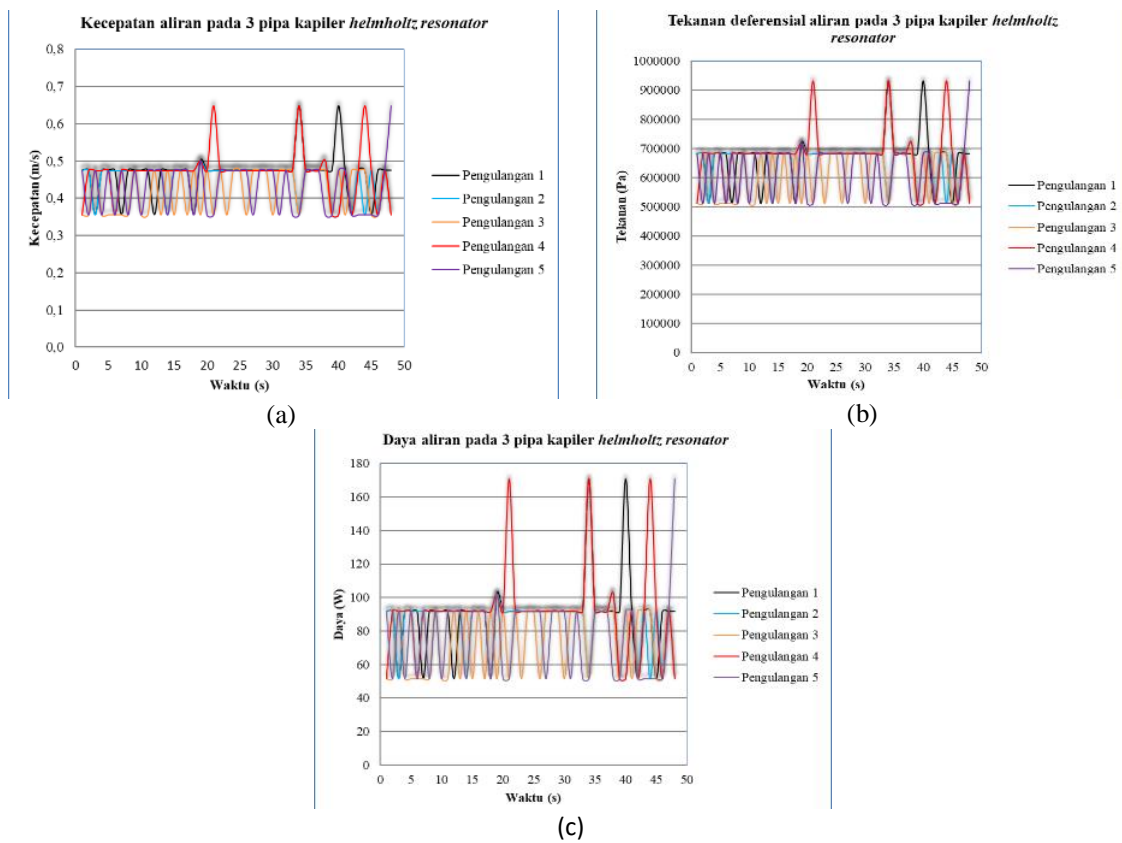 Kecepatan aliran pada 3 pipa kapiler helmholtz resonator
0,8
0,7
0,6
0,5
0,4
0,3
0,2
0,1
0,0
Kecepatan (m/s)
0 5 10 15 20 25 30 35 40 45 50
Waktu (s)
Pengulangan 1
Pengulangan 2
Pengulangan 3
Pengulangan 4
Pengulangan 5
(a)
Tekanan deferensial aliran pada 3 pipa kapiler helmholtz
resonator
1000000
900000
800000
700000
600000
500000
400000
300000
200000
100000
0
Tekanan (Pa)
0 5 10 15 20 25 30 35 40 45 50
Waktu (s)
Pengulangan 1
Pengulangan 2
Pengulangan 3
Pengulangan 4
Pengulangan 5
(b)
Daya aliran pada 3 pipa kapiler helmholtz resonator
180
160
140
120
100
80
60
40
20
0
Daya (W)
0 5 10 15 20 25 30 35 40 45 50
Waktu (s)
Pengulangan 1
Pengulangan 2
Pengulangan 3
Pengulangan 4
Pengulangan 5
(c)